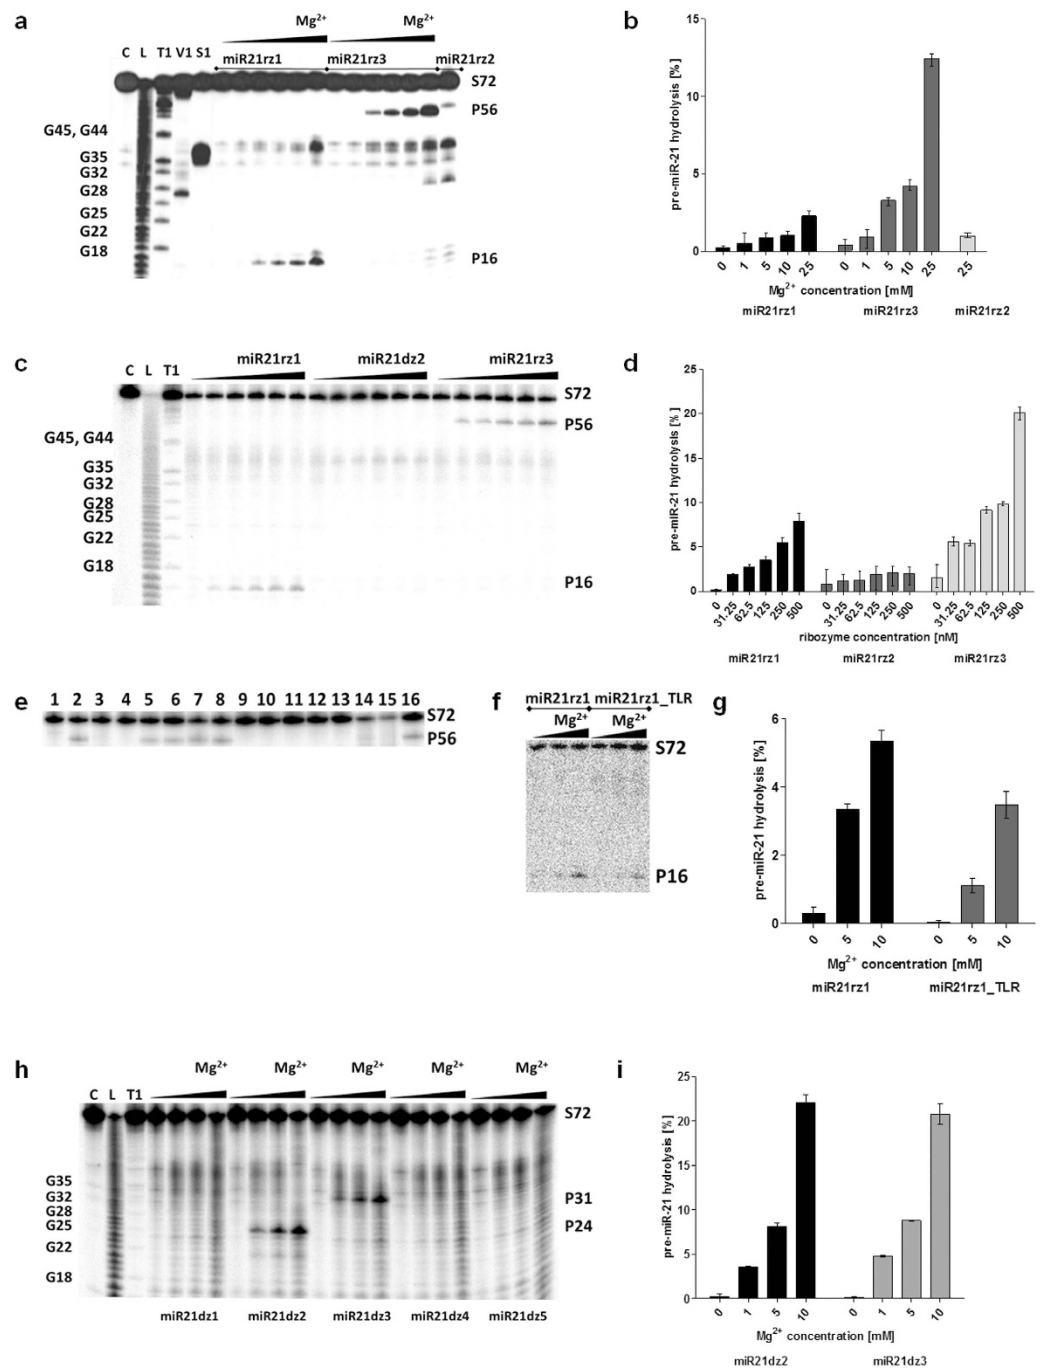 a
Mg2+ Mg2+
C L T1 V1 S1 miR21rz1 miR21rz3 miR21rz2
S72
P56
G45, G44
G35
G32
G28
G25
G22
G18
P16
b
pre-miR-21 hydrolysis [%]
15
10
5
0
0 1 5 10 25 0 1 5 10 25 25
Mg2+ concentration [mM]
miR21rz1 miR21rz3 miR21rz2
c
C L T1 miR21rz1 miR21dz2 miR21rz3
S72
P56
G45, G44
G35
G32
G28
G25
G22
G18
P16
d
pre-miR-21 hydrolysis [% ]
25
20
15
10
5
0
0 31.25 62.5 125 250 500 0 31.25 62.5 125 250 500 0 31.25 62.5 125 250 500
ribozyme concentration [nM]
miR21rz1 miR21rz2 miR21rz3
e
1 2 3 4 5 6 7 8 9 10 11 12 13 14 15 16
S72
P56
f
miR21rz1 miR21rz1_TLR
Mg2+ Mg2+
S72
P16
g
pre-miR-21 hydrolysis [%]
6
4
2
0
0 5 10 0 5 10
Mg2+ concentration [mM]
miR21rz1 miR21rz1_TLR
h
Mg2+ Mg2+ Mg2+ Mg2+ Mg2+
C L T1
S72
G35
G32
G28
G25
G22
G18
P31
P24
miR21dz1 miR21dz2 miR21dz3 miR21dz4 miR21dz5
i
pre-miR-21 hydrolysis [%]
25
20
15
10
5
0
0 1 5 10 0 1 5 10
Mg2+ concentration [mM]
miR21dz2 miR21dz3